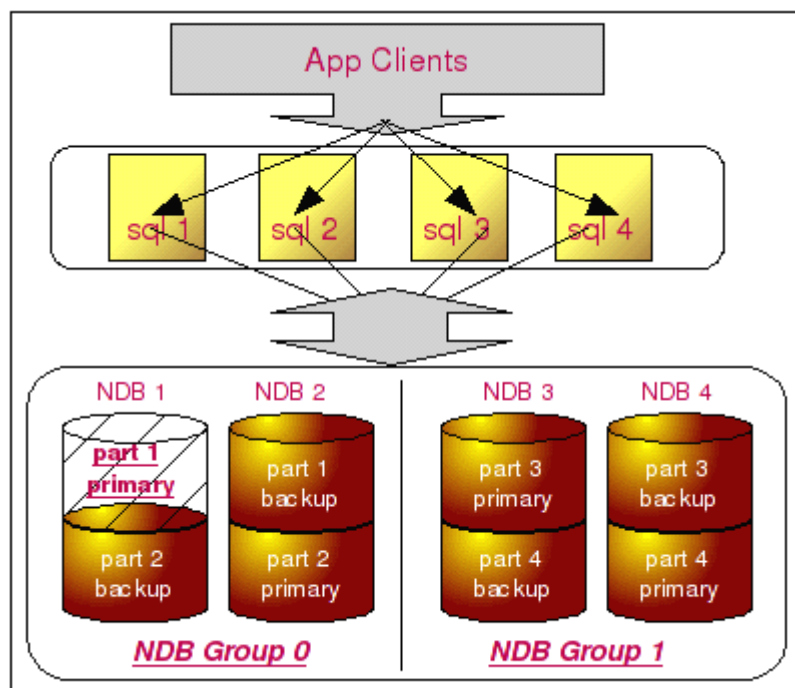 App Clients
sql 1
sql 2
sql 3
sql 4
NDB 1
NDB 2
NDB 3
NDB 4
part 1
primary
part 1
backup
part 3
primary
part 3
backup
part 2
backup
part 2
primary
part 4
backup
part 4
primary
NDB Group 0
NDB Group 1